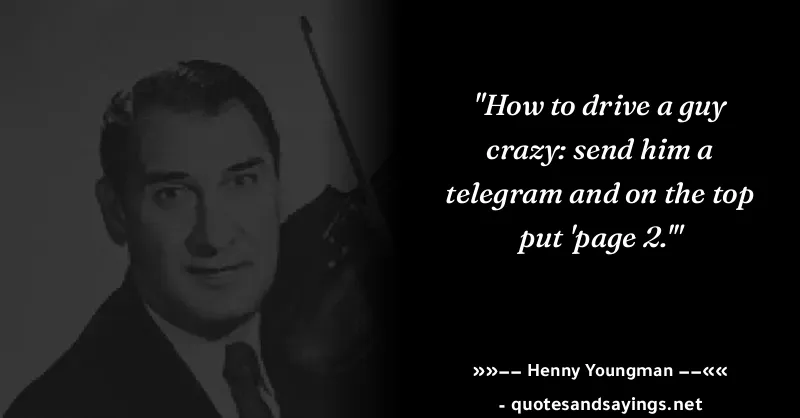 "How to drive a guy
crazy: send him a
telegram and on the top
put 'page 2.'"
»»–– Henny Youngman ––««
- quotesandsayings.net